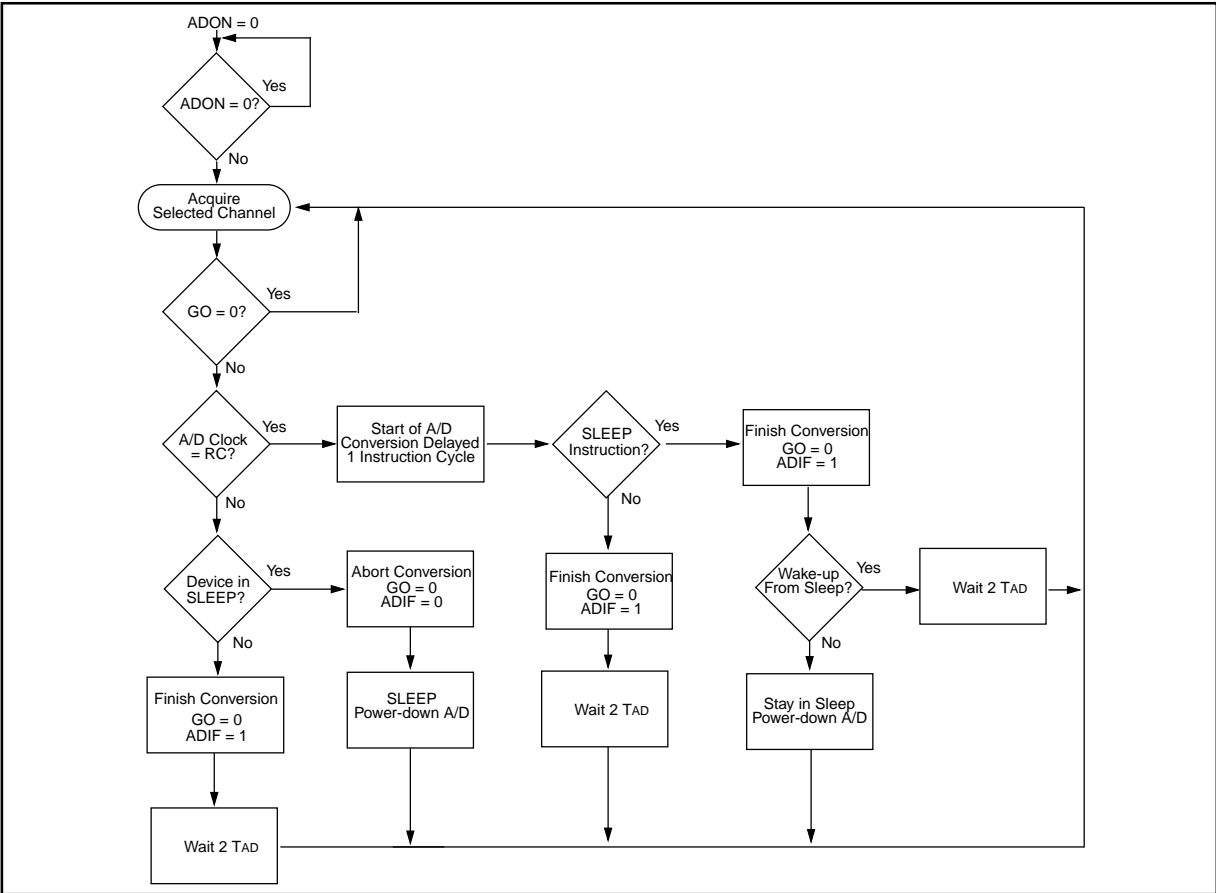 ADON = 0
Yes
ADON = 0?
No
Acquire
Selected Channel
Yes
GO = 0?
No
Yes
A/D Clock
= RC?
No
Start of A/D
Conversion Delayed
1 Instruction Cycle
SLEEP
Instruction?
Yes
No
Finish Conversion
GO = 0
ADIF = 1
Device in
SLEEP?
Yes
No
Abort Conversion
GO = 0
ADIF = 0
Finish Conversion
GO = 0
ADIF = 1
Wake-up
From Sleep?
Yes
No
Wait 2 TAD
Finish Conversion
GO = 0
ADIF = 1
SLEEP
Power-down A/D
Wait 2 TAD
Stay in Sleep
Power-down A/D
Wait 2 TAD